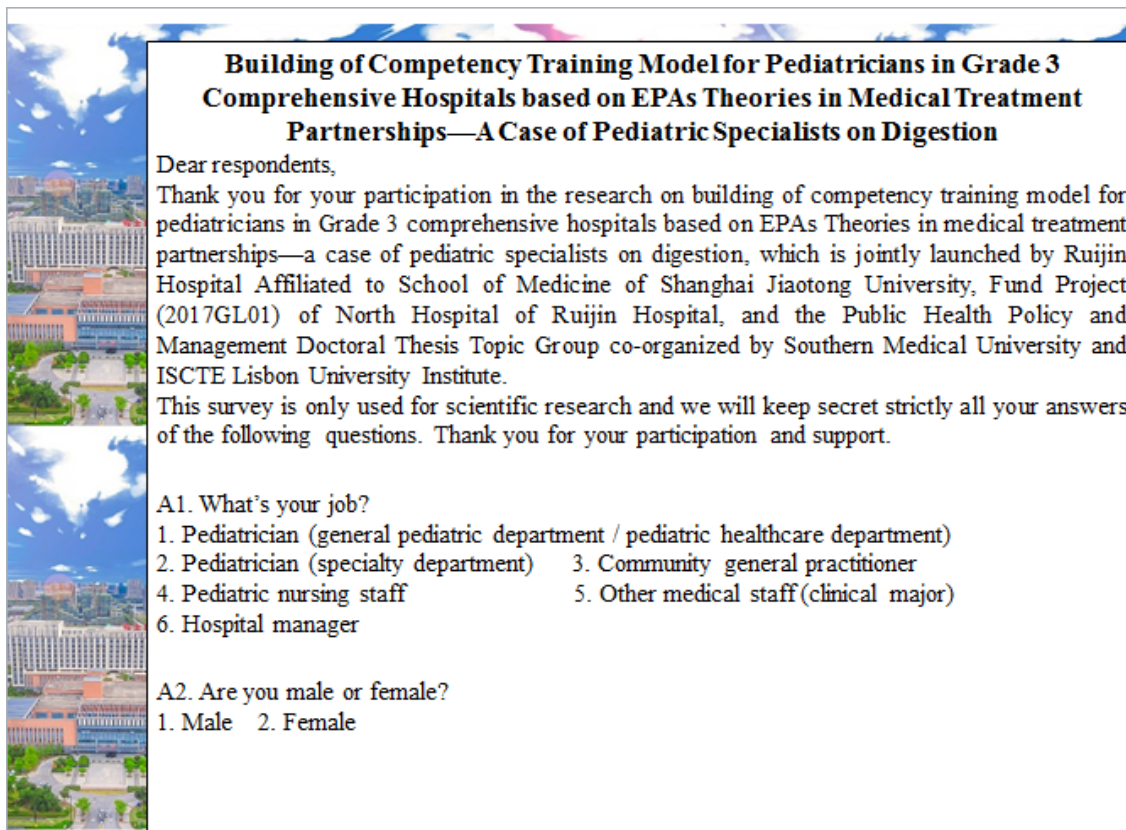 Building of Competency Training Model for Pediatricians in Grade 3
Comprehensive Hospitals based on EPAs Theories in Medical Treatment
Partnerships—A Case of Pediatric Specialists on Digestion
Dear respondents,
Thank you for your participation in the research on building of competency training model for
pediatricians in Grade 3 comprehensive hospitals based on EPAs Theories in medical treatment
partnerships—a case of pediatric specialists on digestion, which is jointly launched by Ruijin
Hospital Affiliated to School of Medicine of Shanghai Jiaotong University, Fund Project
(2017GL01) of North Hospital of Ruijin Hospital, and the Public Health Policy and
Management Doctoral Thesis Topic Group co-organized by Southern Medical University and
ISCTE Lisbon University Institute.
This survey is only used for scientific research and we will keep secret strictly all your answers
of the following questions. Thank you for your participation and support.
A1. What's your job?
1. Pediatrician (general pediatric department / pediatric healthcare department)
2. Pediatrician (specialty department) 3. Community general practitioner
4. Pediatric nursing staff 5. Other medical staff (clinical major)
6. Hospital manager
A2. Are you male or female?
1. Male 2. Female